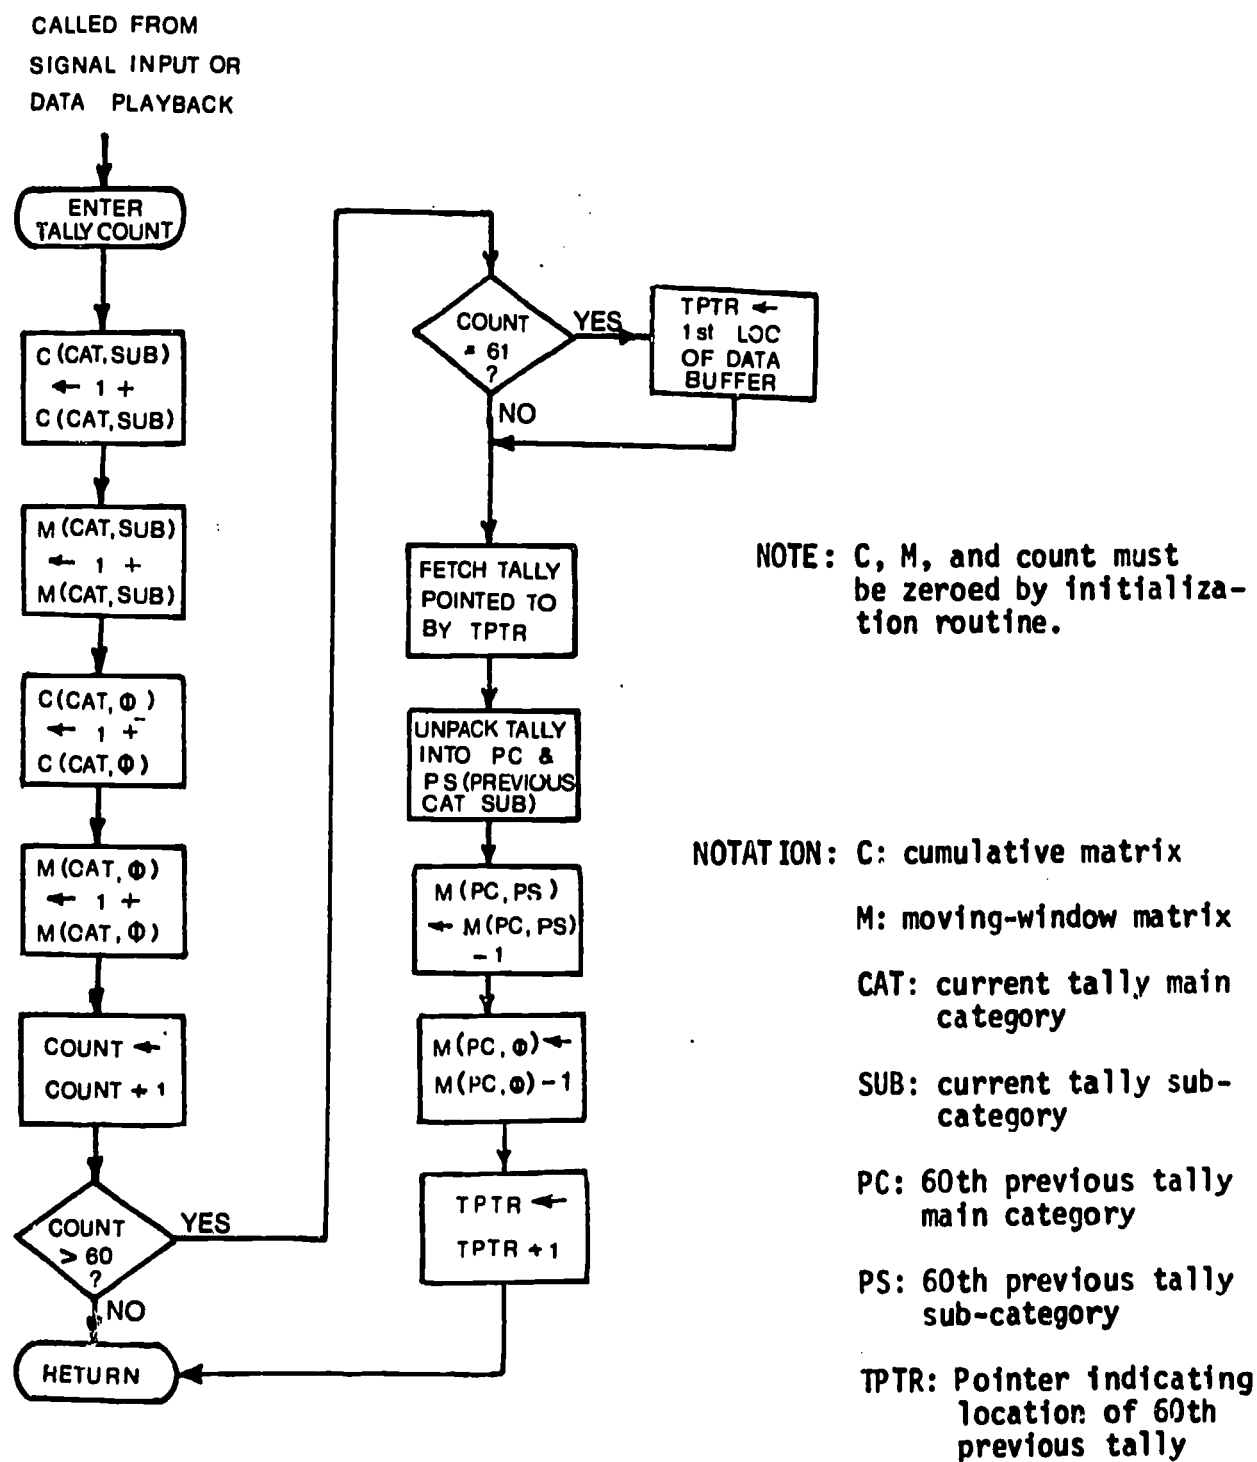 CALLED FROM
SIGNAL INPUT OR
DATA PLAYBACK
ENTER
TALLY COUNT
C (CAT, SUB)
← 1 +
C (CAT, SUB)
M (CAT, SUB)
← 1 +
M (CAT, SUB)
C (CAT, Φ)
← 1 +
C (CAT, Φ)
M (CAT, Φ)
← 1 +
M (CAT, Φ)
COUNT ←
COUNT + 1
COUNT
> 60
?
YES
NO
RETURN
COUNT
= 61
?
YES
NO
TPTR ←
1st LOC
OF DATA
BUFFER
FETCH TALLY
POINTED TO
BY TPTR
UNPACK TALLY
INTO PC &
PS (PREVIOUS
CAT SUB)
M (PC, PS)
← M (PC, PS)
- 1
M (PC, Φ) ←
M (PC, Φ) - 1
TPTR ←
TPTR + 1
NOTE: C, M, and count must
be zeroed by initializa-
tion routine.
NOTATION: C: cumulative matrix
M: moving-window matrix
CAT: current tally main
category
SUB: current tally sub-
category
PC: 60th previous tally
main category
PS: 60th previous tally
sub-category
TPTR: Pointer indicating
location of 60th
previous tally